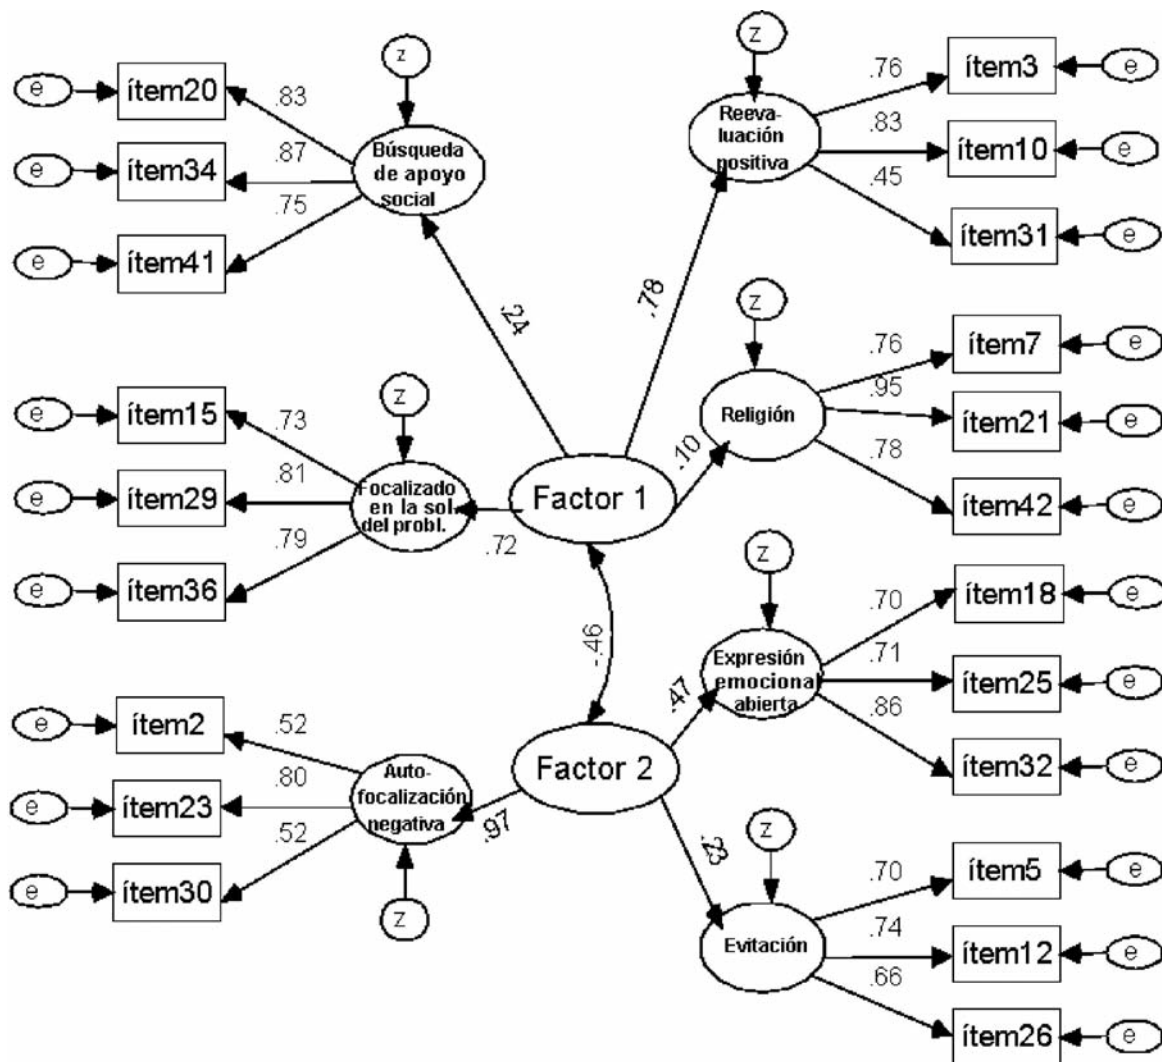 z
z
e
ítem20
.83
Búsqueda
de apoyo
social
e
ítem34
.87
e
ítem41
.75
Reeva-
luación
positiva
.76
ítem3
e
.83
ítem10
e
.45
ítem31
e
.24
.78
z
z
e
ítem15
.73
e
ítem29
.81
Focalizado
en la sol
del probl.
e
ítem36
.79
.72
Factor 1
.10
Religión
.76
ítem7
e
.95
ítem21
e
.78
ítem42
e
-.46
z
Expresión
emocional
abierta
.70
ítem18
e
.71
ítem25
e
.86
ítem32
e
.47
Factor 2
.97
e
ítem2
.52
e
ítem23
.80
Auto-
focalización
negativa
e
ítem30
.52
z
.23
z
Evitación
.70
ítem5
e
.74
ítem12
e
.66
ítem26
e